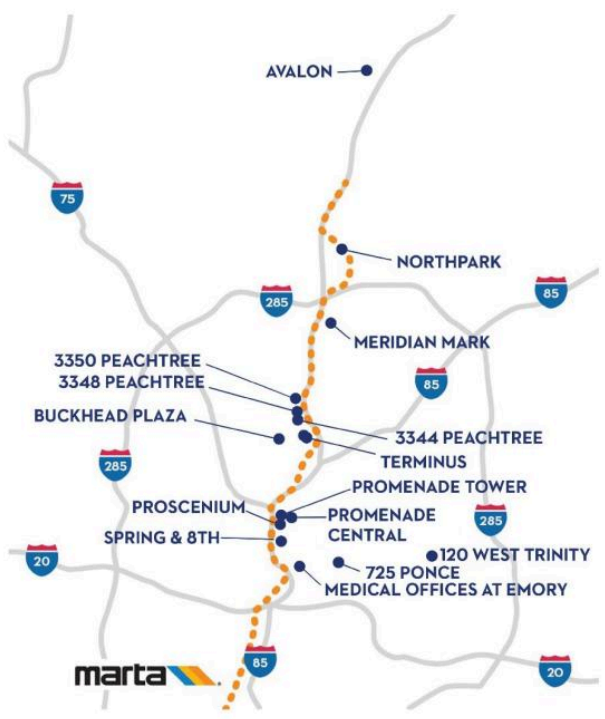 AVALON
75
NORTHPARK
285
85
MERIDIAN MARK
3350 PEACHTREE
3348 PEACHTREE
85
BUCKHEAD PLAZA
3344 PEACHTREE
TERMINUS
285
PROMENADE TOWER
PROSCENIUM
PROMENADE
CENTRAL
285
SPRING & 8TH
120 WEST TRINITY
20
725 PONCE
MEDICAL OFFICES AT EMORY
85
20
marta